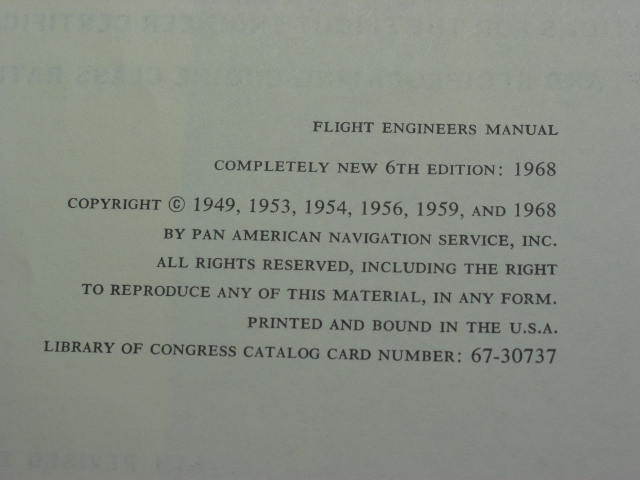 FLIGHT ENGINEERS MANUAL
COMPLETELY NEW 6TH EDITION: 1968
COPYRIGHT © 1949, 1953, 1954, 1956, 1959, AND 1968
BY PAN AMERICAN NAVIGATION SERVICE, INC.
ALL RIGHTS RESERVED, INCLUDING THE RIGHT
TO REPRODUCE ANY OF THIS MATERIAL, IN ANY FORM.
PRINTED AND BOUND IN THE U.S.A.
LIBRARY OF CONGRESS CATALOG CARD NUMBER: 67-30737